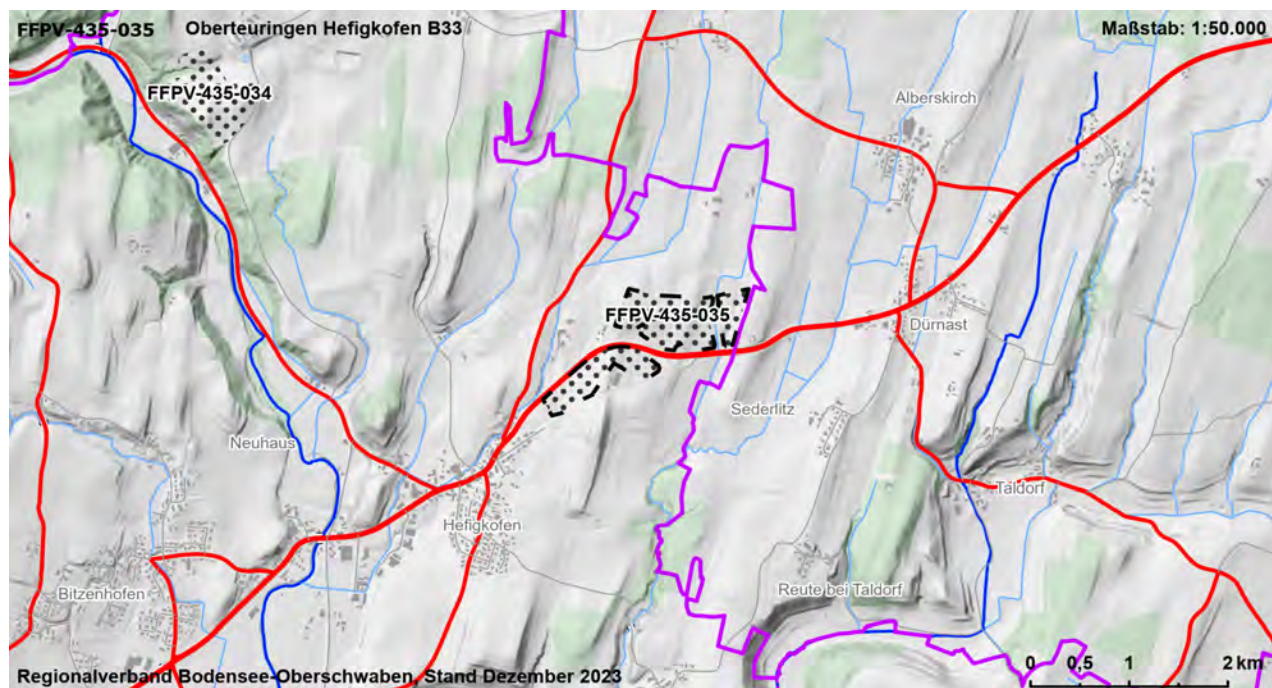 FFPV-435-035 Oberteuringen Hefigkofen B33 Maßstab: 1:50.000
FFPV-435-034
Alberskirch
FFPV-435-035
Dürnast
Sederlitz
Neuhaus
Taldorf
Hefigkofen
Bitzenhofen
Reute bei Taldorf
0 0,5 1 2 km
Regionalverband Bodensee-Oberschwaben, Stand Dezember 2023